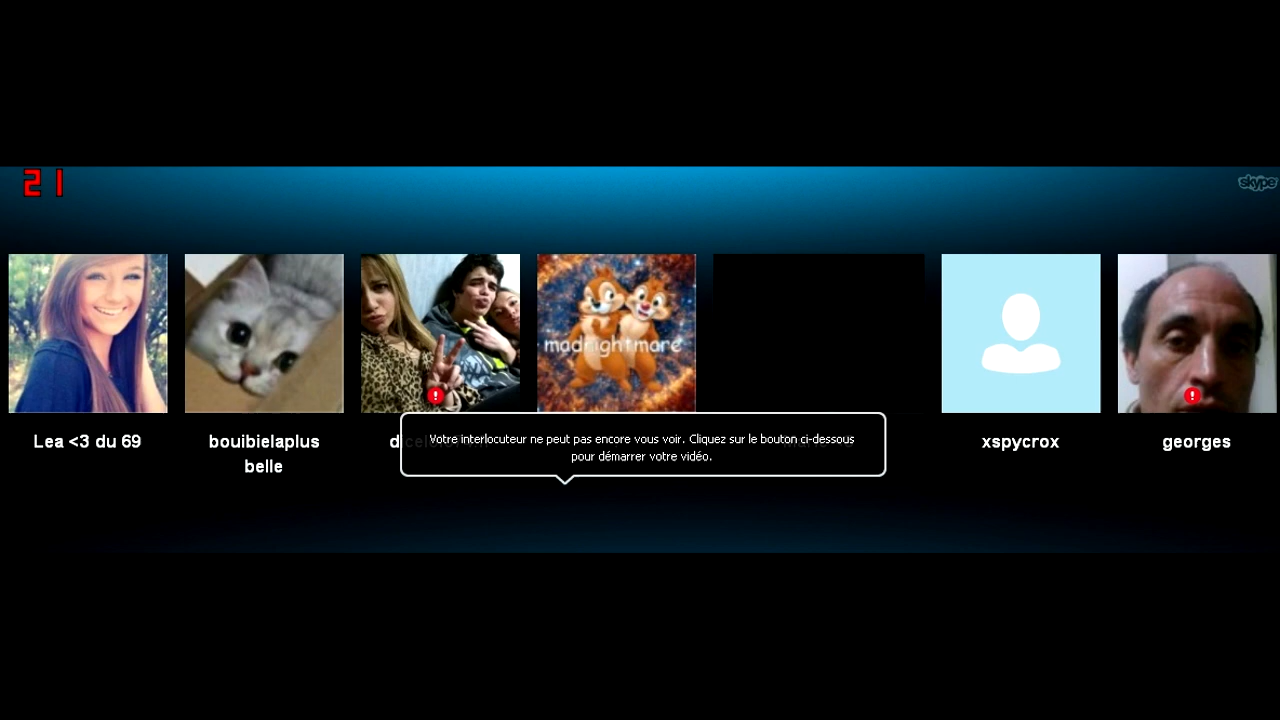 21
skype
madrightmare
Votre interlocuteur ne peut pas encore vous voir. Cliquez sur le bouton ci-dessous
pour démarrer votre vidéo.
Lea <3 du 69
bouibielaplus
belle
xspycrox
georges